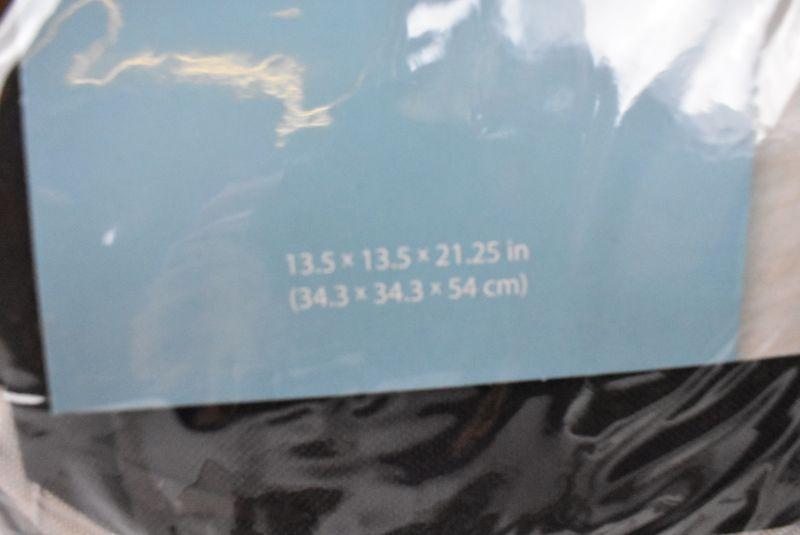 13.5 × 13.5 × 21.25 in
(34.3 × 34.3 × 54 cm)